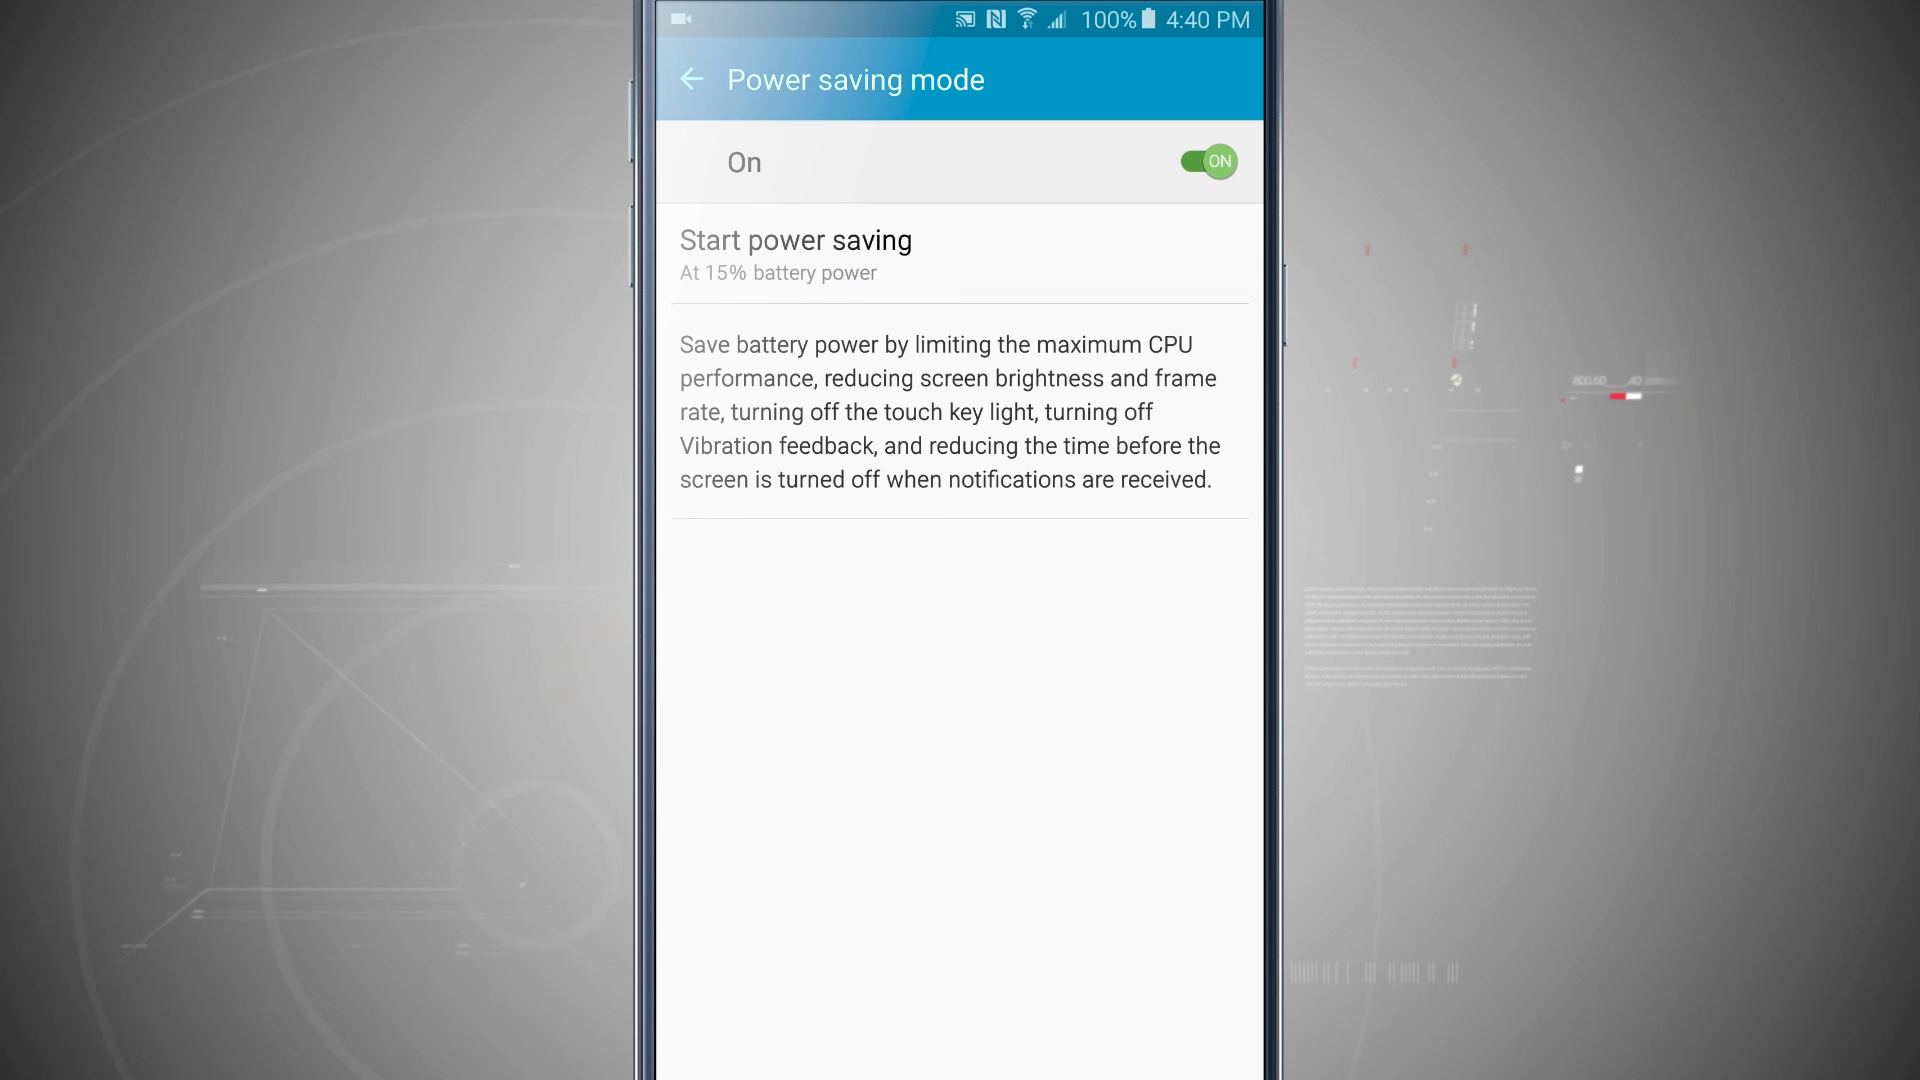 100% 4:40 PM
Power saving mode
On
ON
Start power saving
At 15% battery power
Save battery power by limiting the maximum CPU
performance, reducing screen brightness and frame
rate, turning off the touch key light, turning off
Vibration feedback, and reducing the time before the
screen is turned off when notifications are received.